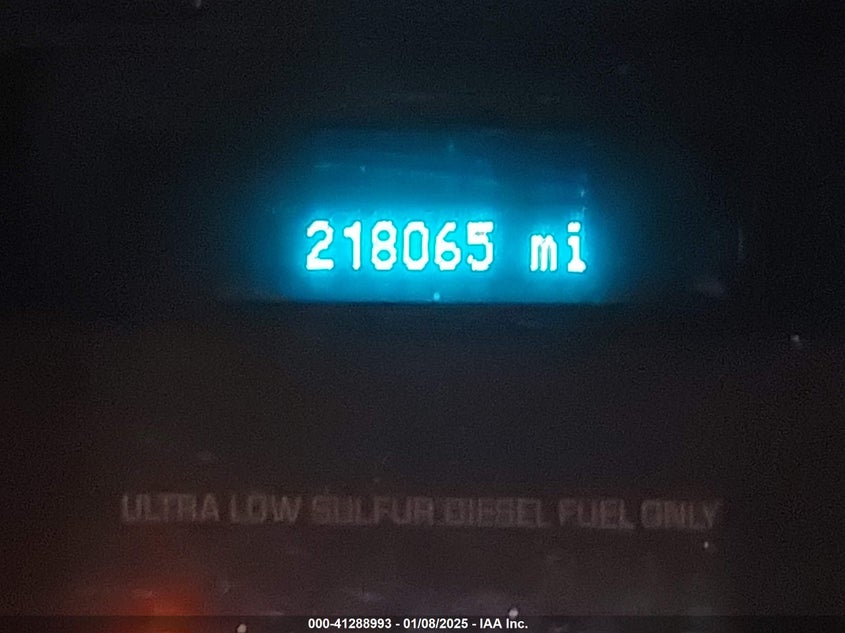 218065 mi
ULTRA LOW SULFUR DIESEL FUEL ONLY
000-41288993 - 01/08/2025 - IAA Inc.